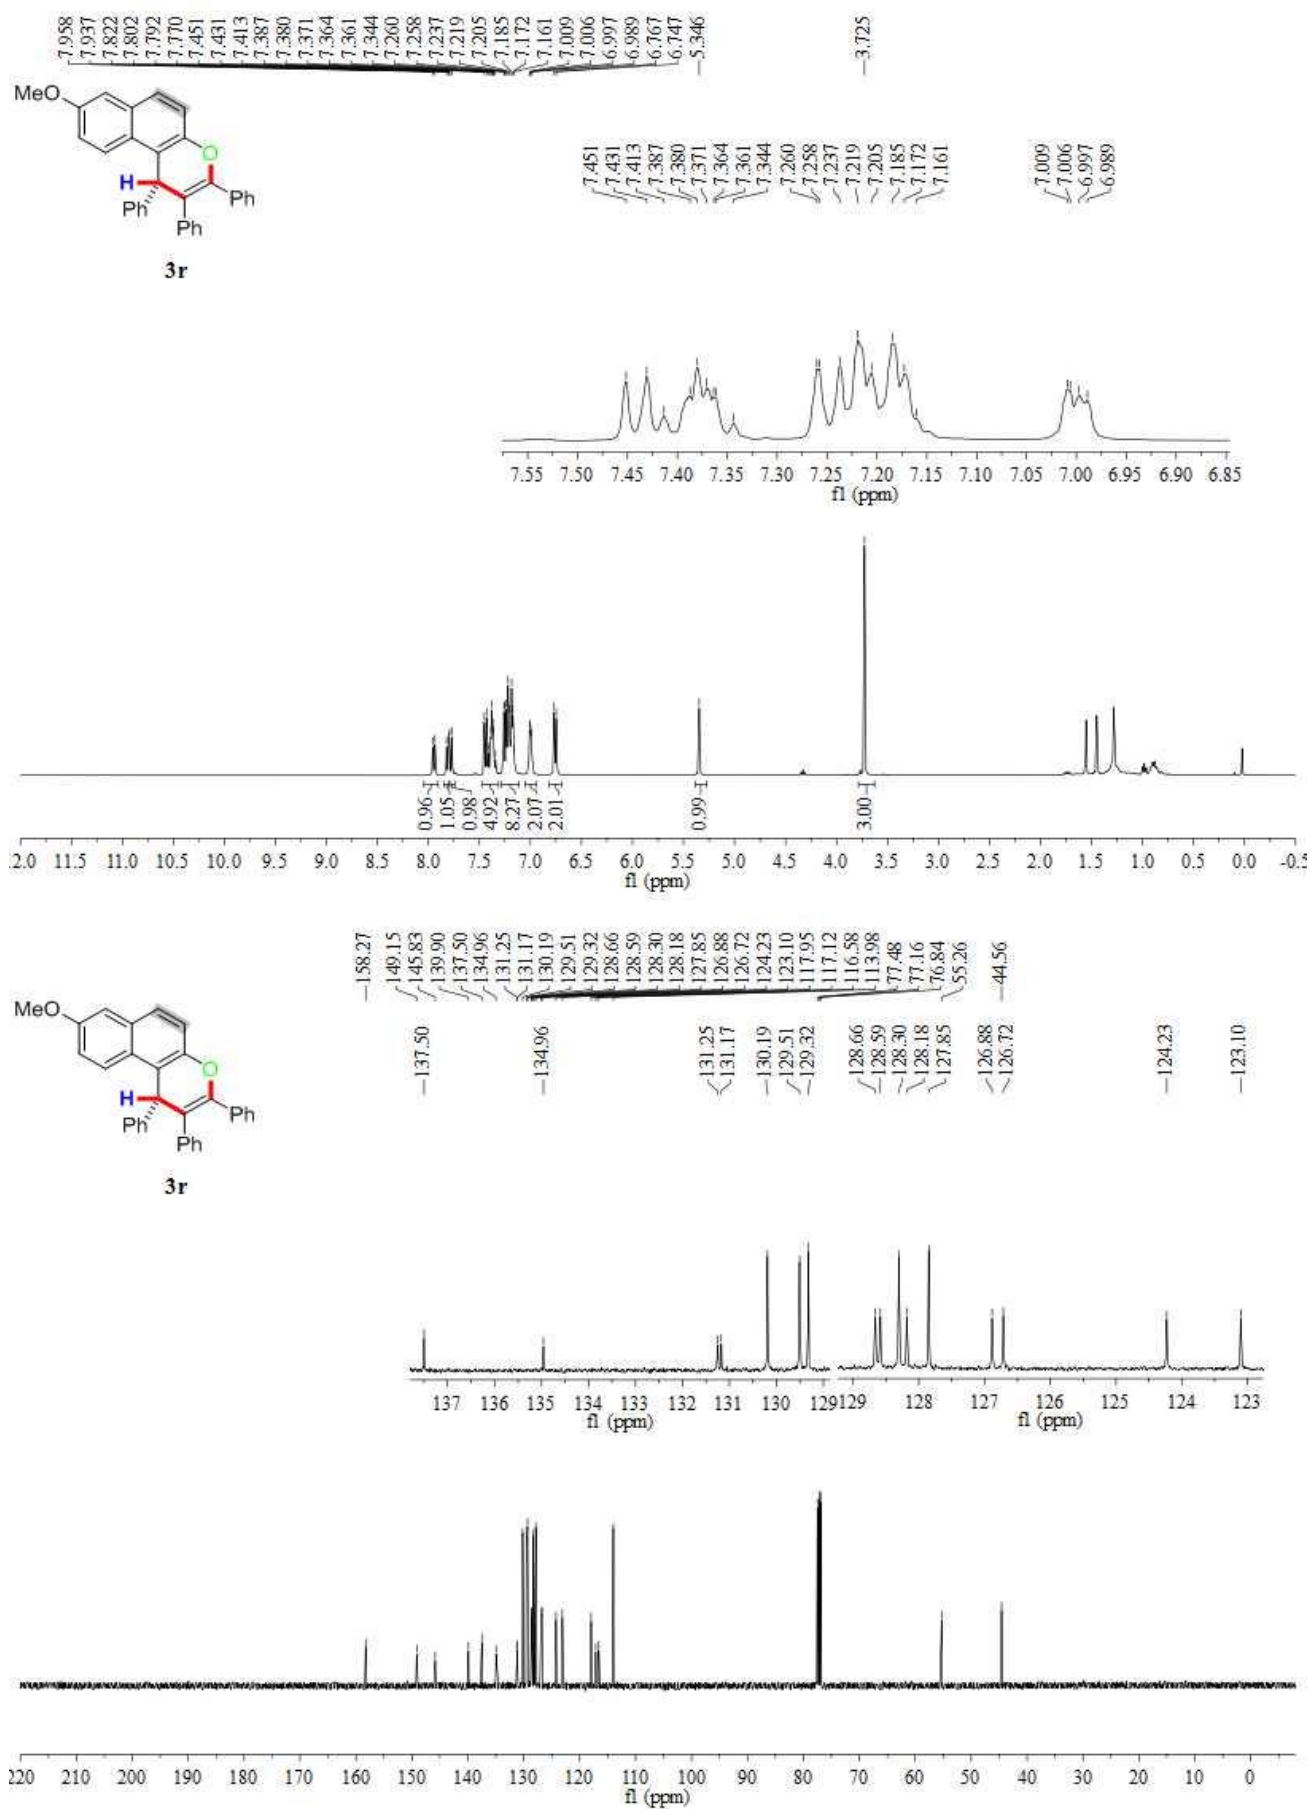 7.958 7.937 7.822 7.802 7.792 7.770 7.451 7.431 7.413 7.387 7.380 7.371 7.364 7.361 7.344 7.260 7.258 7.237 7.219 7.205 7.185 7.172 7.161 7.009 7.006 6.997 6.989 6.767 6.747 5.346 3.725
MeO
O
H
Ph
Ph
Ph
3r
7.451 7.431 7.413 7.387 7.380 7.371 7.364 7.361 7.344 7.260 7.258 7.237 7.219 7.205 7.185 7.172 7.161 7.009 7.006 6.997 6.989
7.55 7.50 7.45 7.40 7.35 7.30 7.25 7.20 7.15 7.10 7.05 7.00 6.95 6.90 6.85
f1 (ppm)
0.96 1.05 0.98 4.92 8.27 2.07 2.01 0.99 3.00
2.0 11.5 11.0 10.5 10.0 9.5 9.0 8.5 8.0 7.5 7.0 6.5 6.0 5.5 5.0 4.5 4.0 3.5 3.0 2.5 2.0 1.5 1.0 0.5 0.0 -0.5
f1 (ppm)
158.27 149.15 145.83 139.90 137.50 134.96 131.25 131.17 130.19 129.51 129.32 128.66 128.59 128.30 128.18 127.85 126.88 126.72 124.23 123.10 117.95 117.12 116.58 113.98 77.48 77.16 76.84 55.26 44.56
MeO
O
H
Ph
Ph
Ph
3r
137.50 134.96 131.25 131.17 130.19 129.51 129.32 128.66 128.59 128.30 128.18 127.85 126.88 126.72 124.23 123.10
137 136 135 134 133 132 131 130 129
f1 (ppm)
129 128 127 126 125 124 123
f1 (ppm)
220 210 200 190 180 170 160 150 140 130 120 110 100 90 80 70 60 50 40 30 20 10 0
f1 (ppm)